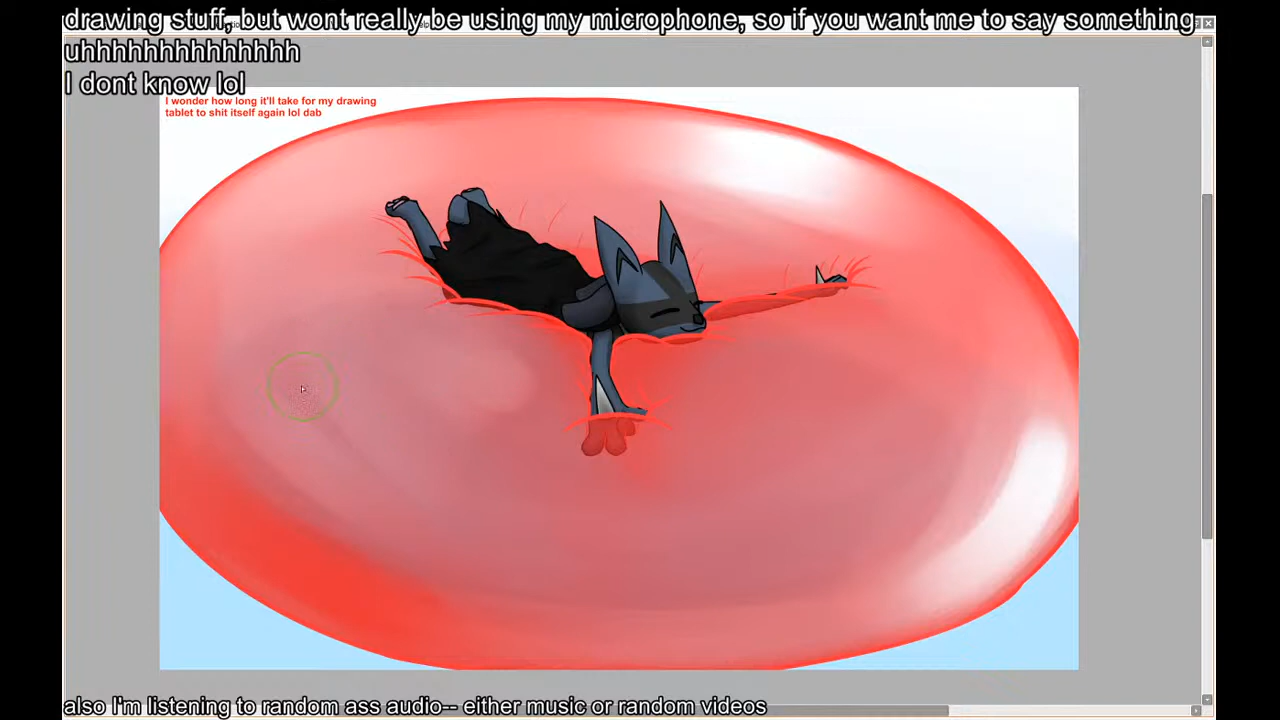 drawing stuff, but wont really be using my microphone, so if you want me to say something
uhhhhhhhhhhhhhhh
I dont know lol
I wonder how long it'll take for my drawing
tablet to shit itself again lol dab
also I'm listening to random ass audio-- either music or random videos